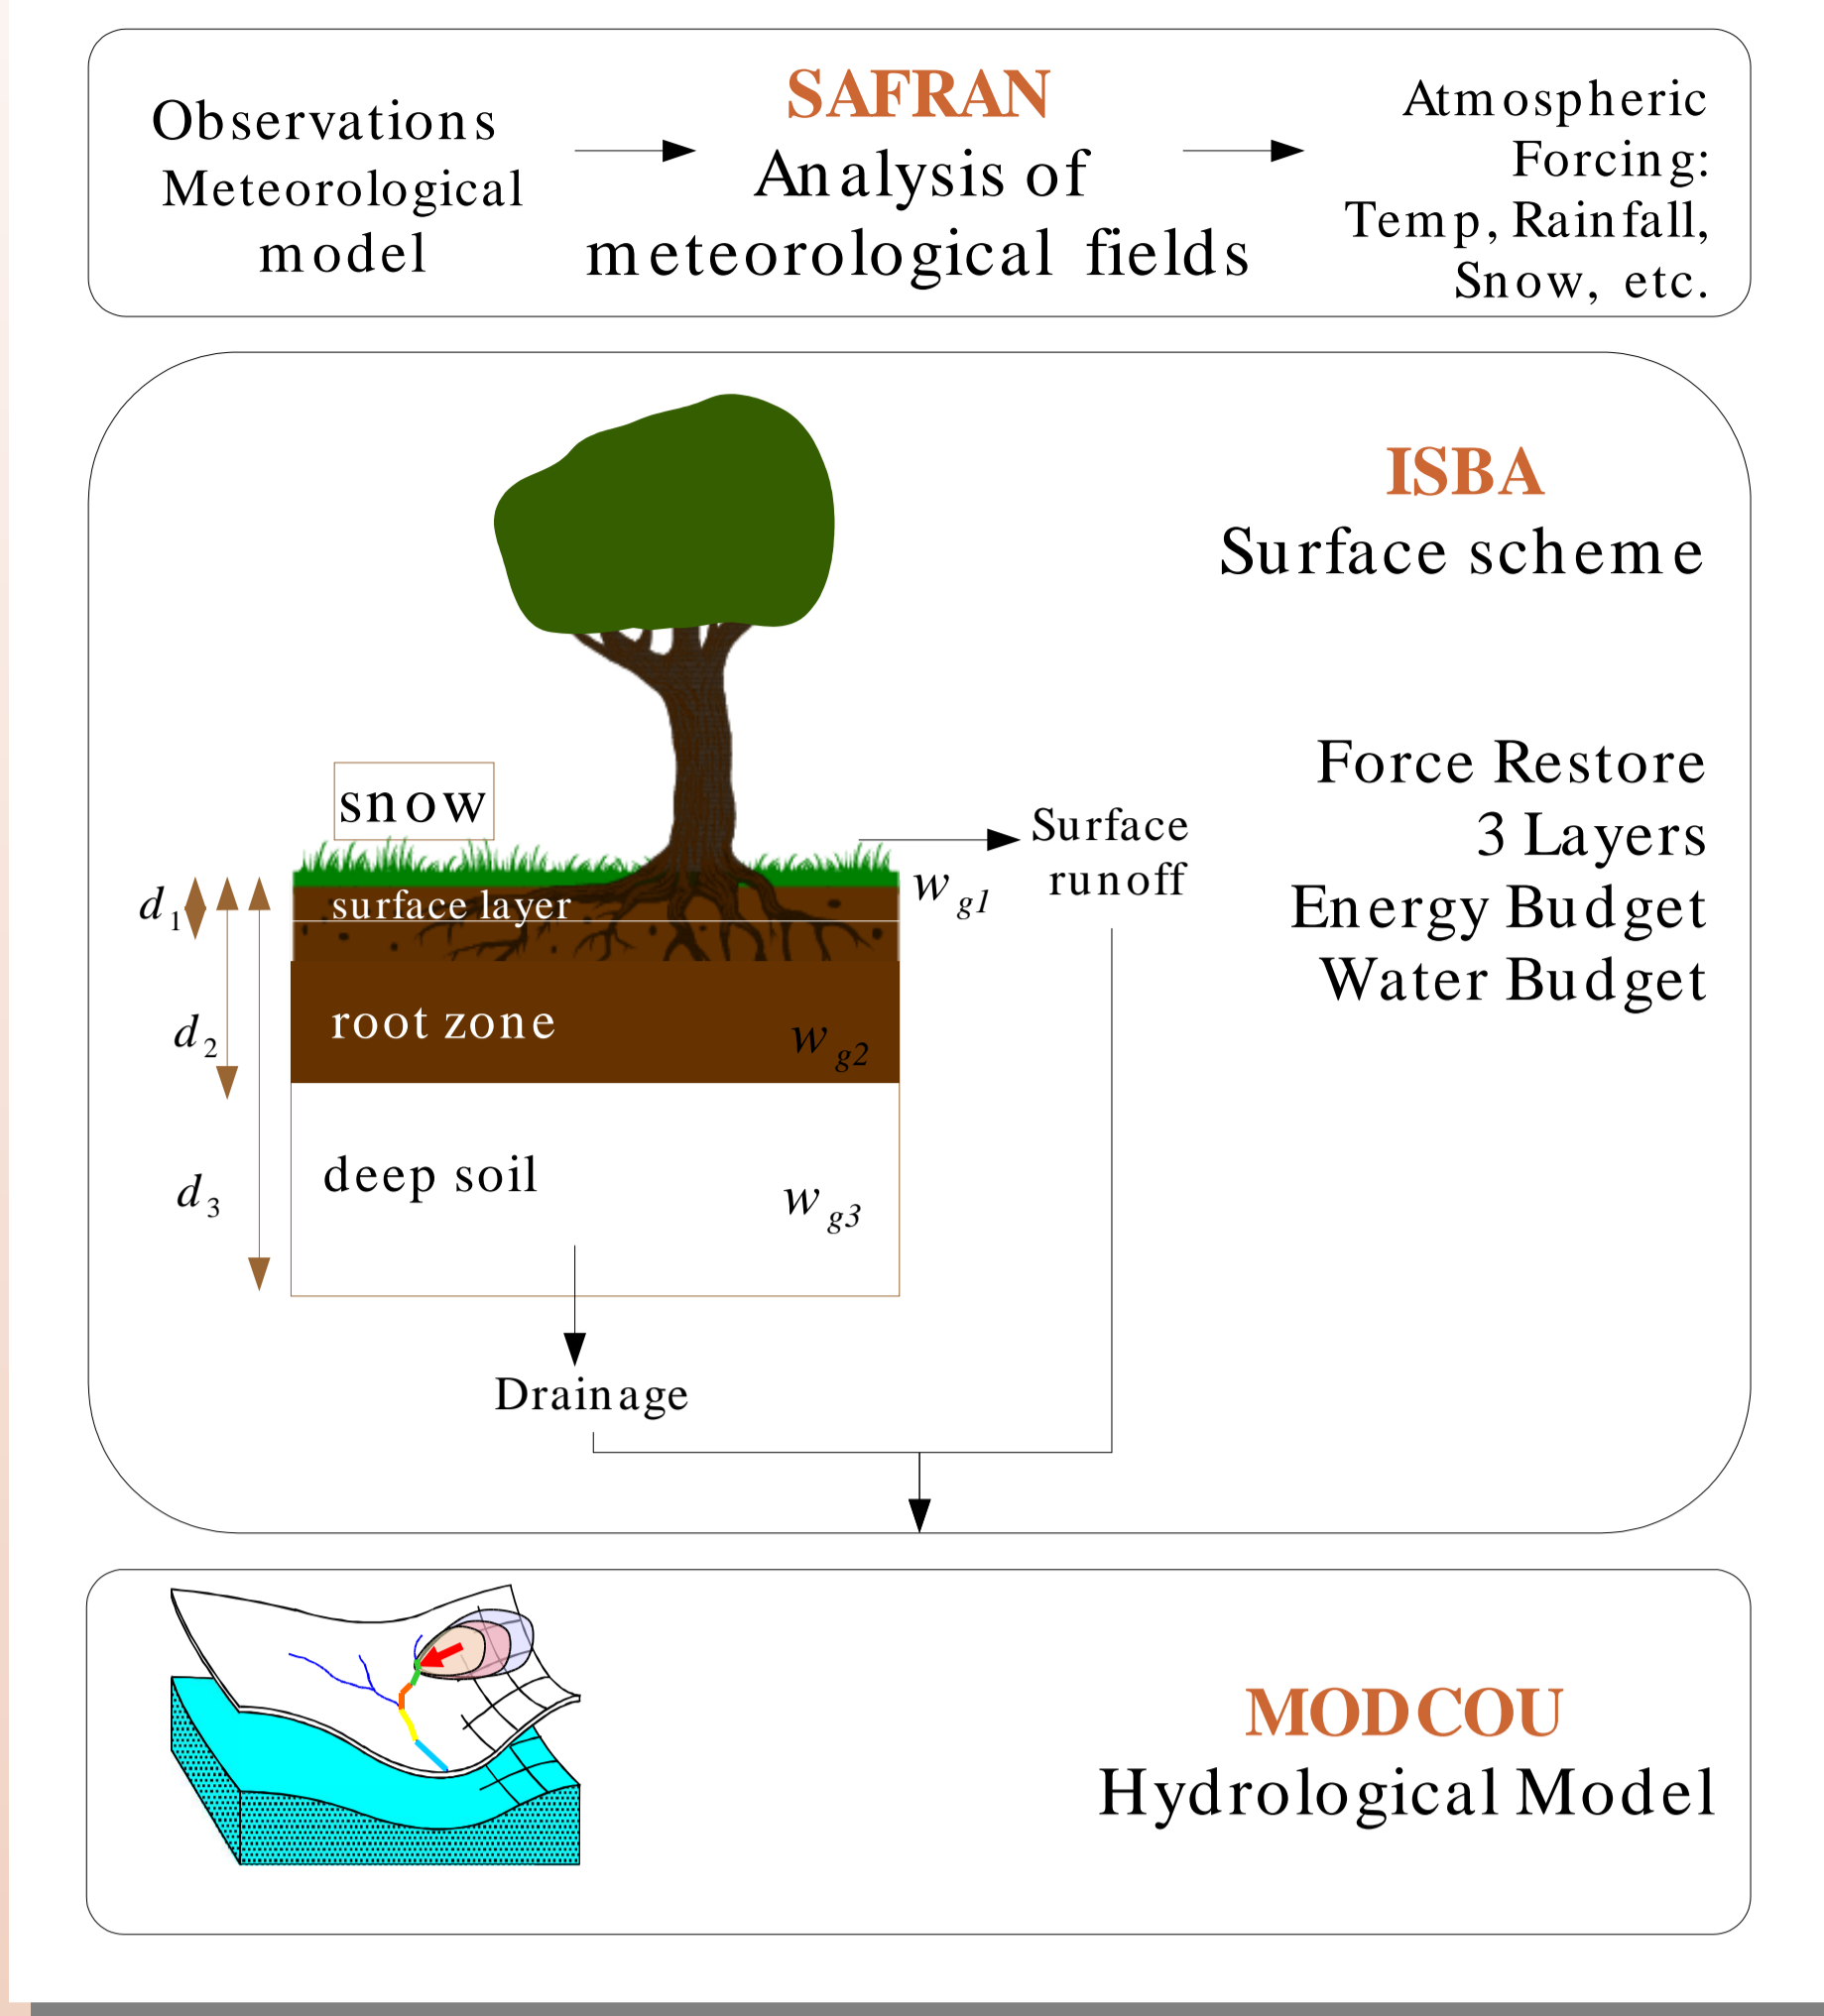 Observations
Meteorological
model
SAFRAN
Analysis of
meteorological fields
Atmospheric
Forcing:
Temp, Rainfall,
Snow, etc.
ISBA
Surface scheme
Force Restore
3 Layers
Energy Budget
Water Budget
snow
Surface
runoff
d1
surface layer
wg1
d2
root zone
wg2
d3
deep soil
wg3
Drainage
MODCOU
Hydrological Model